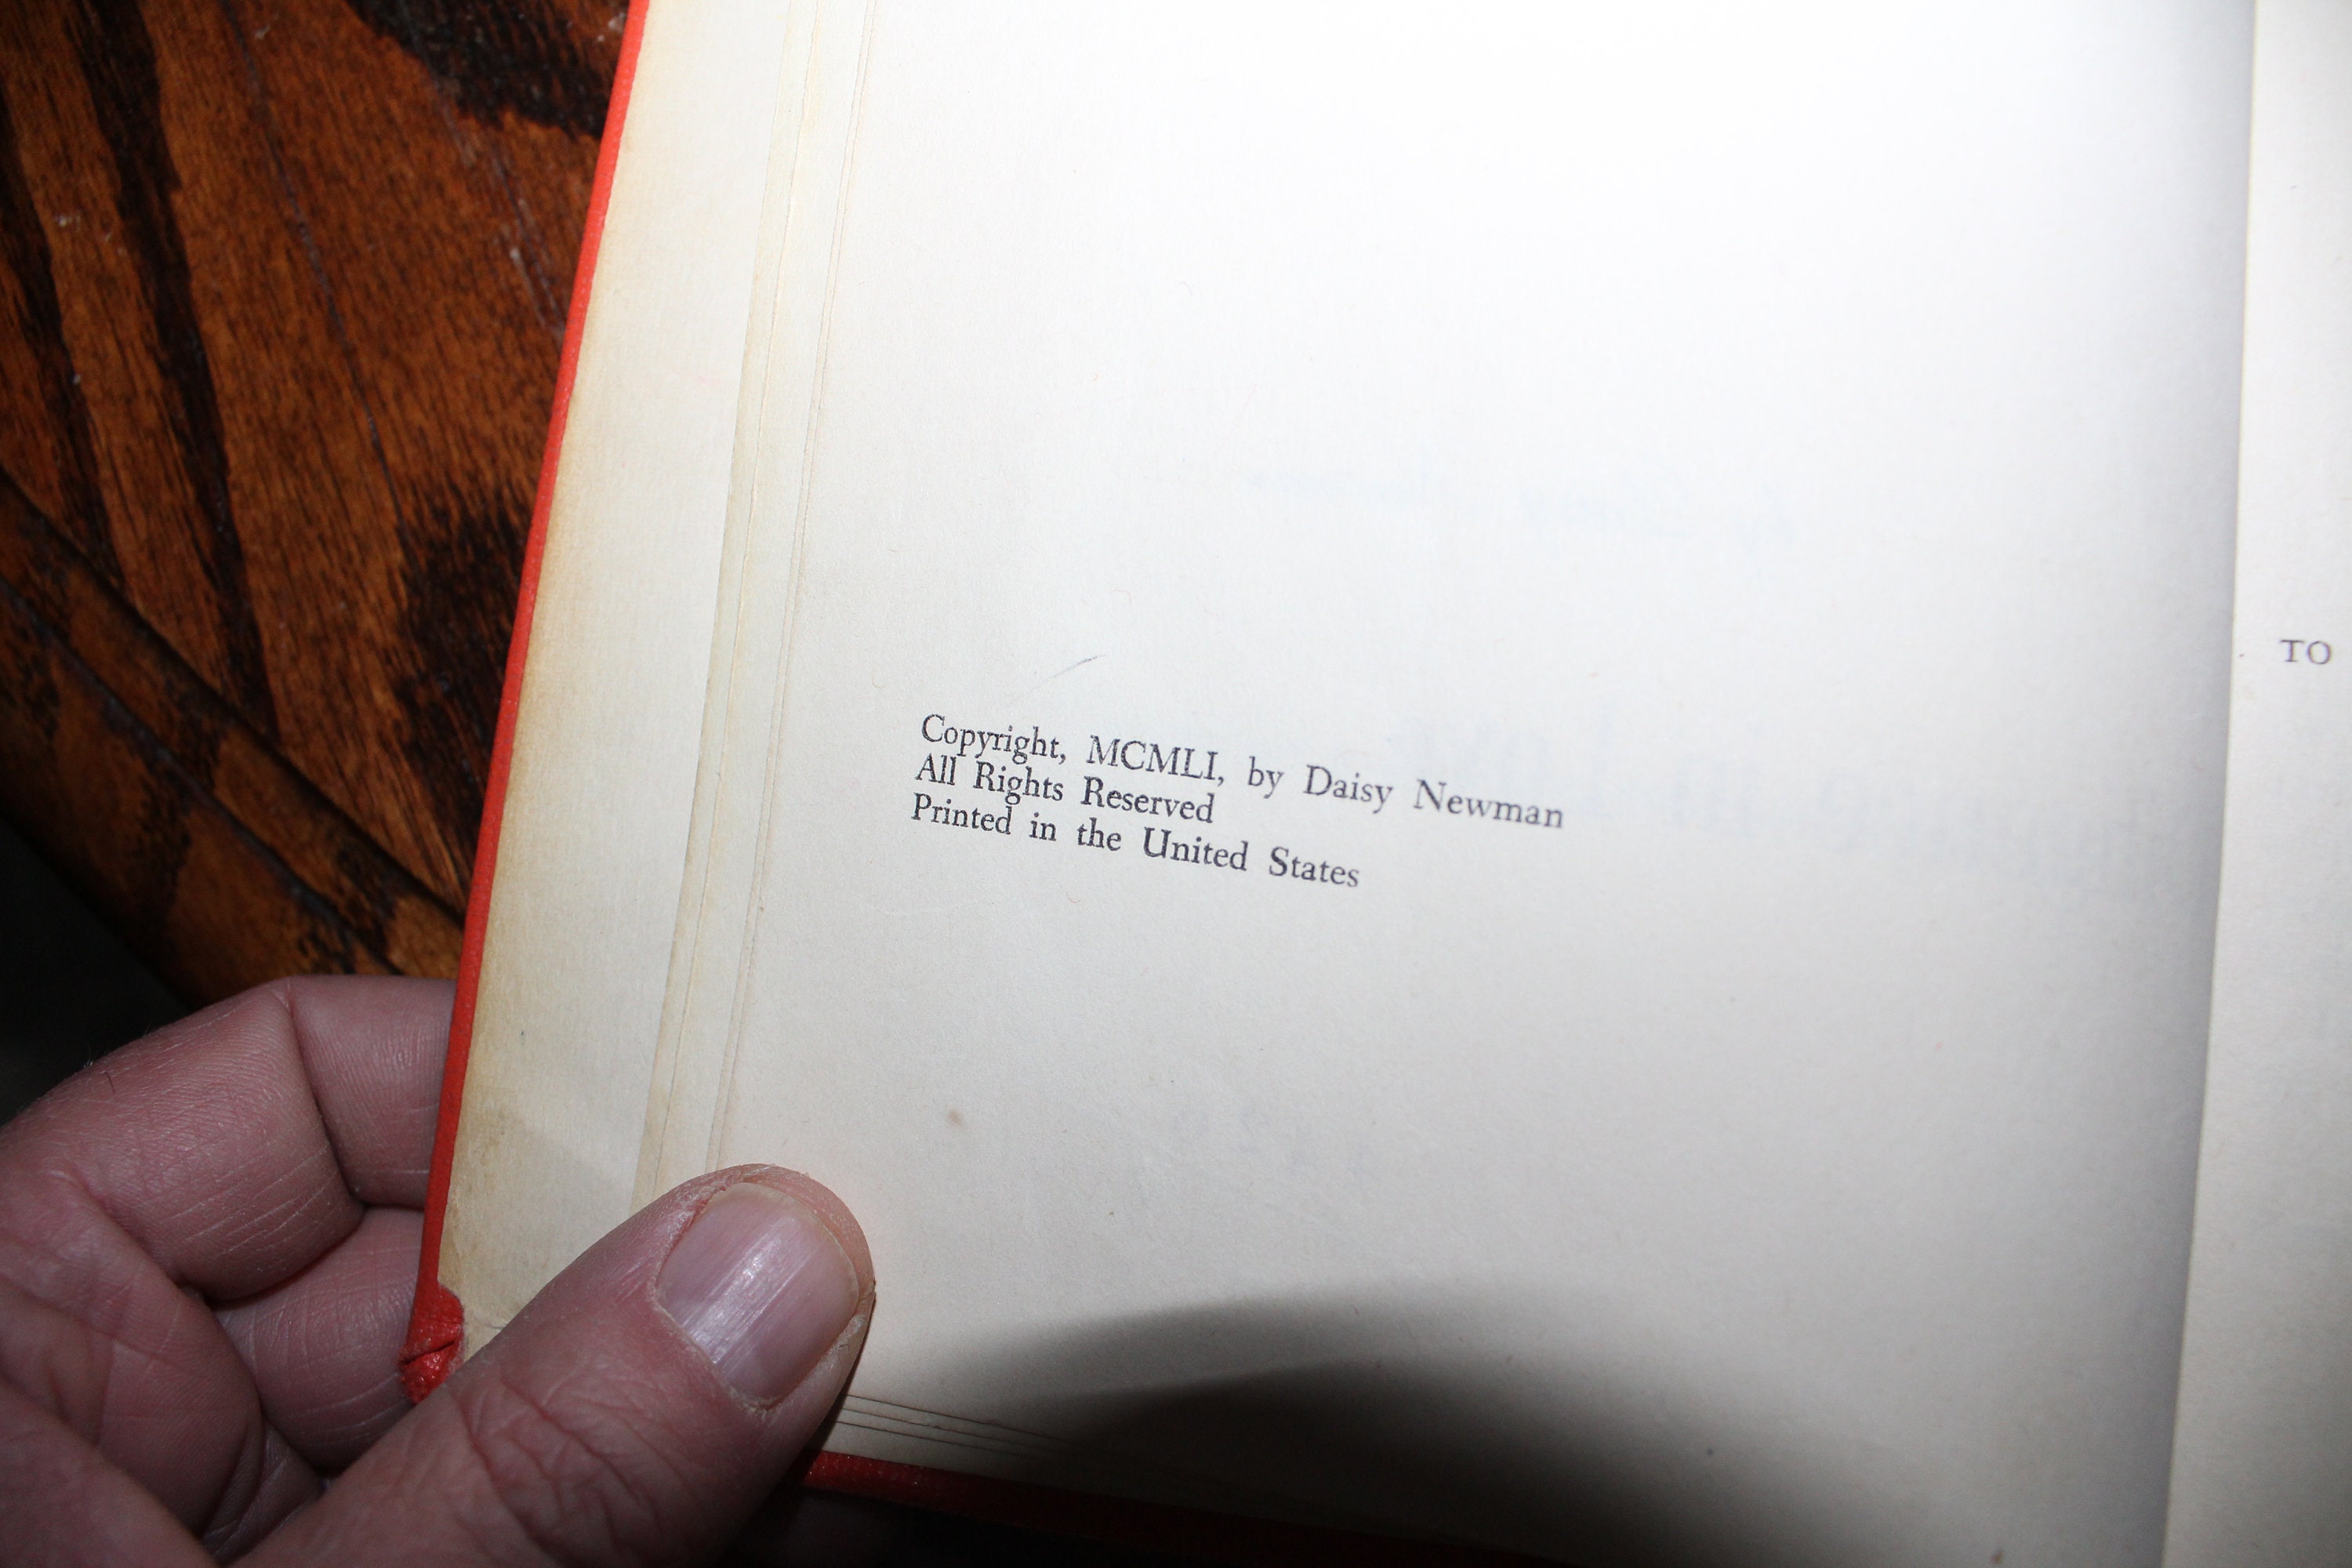 Copyright, MCMLI, by Daisy Newman
All Rights Reserved
Printed in the United States
TO